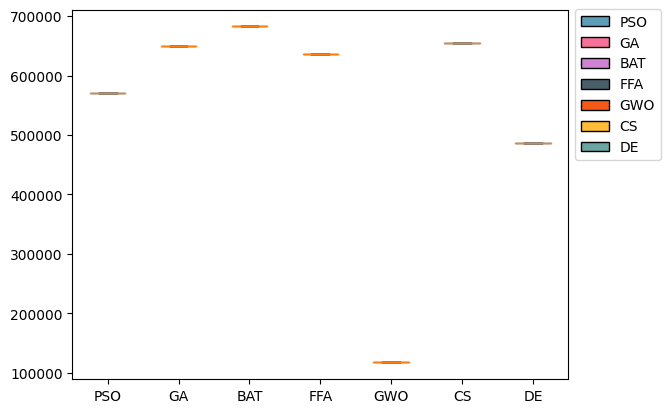 700000
600000
500000
400000
300000
200000
100000
PSO GA BAT FFA GWO CS DE
PSO
GA
BAT
FFA
GWO
CS
DE